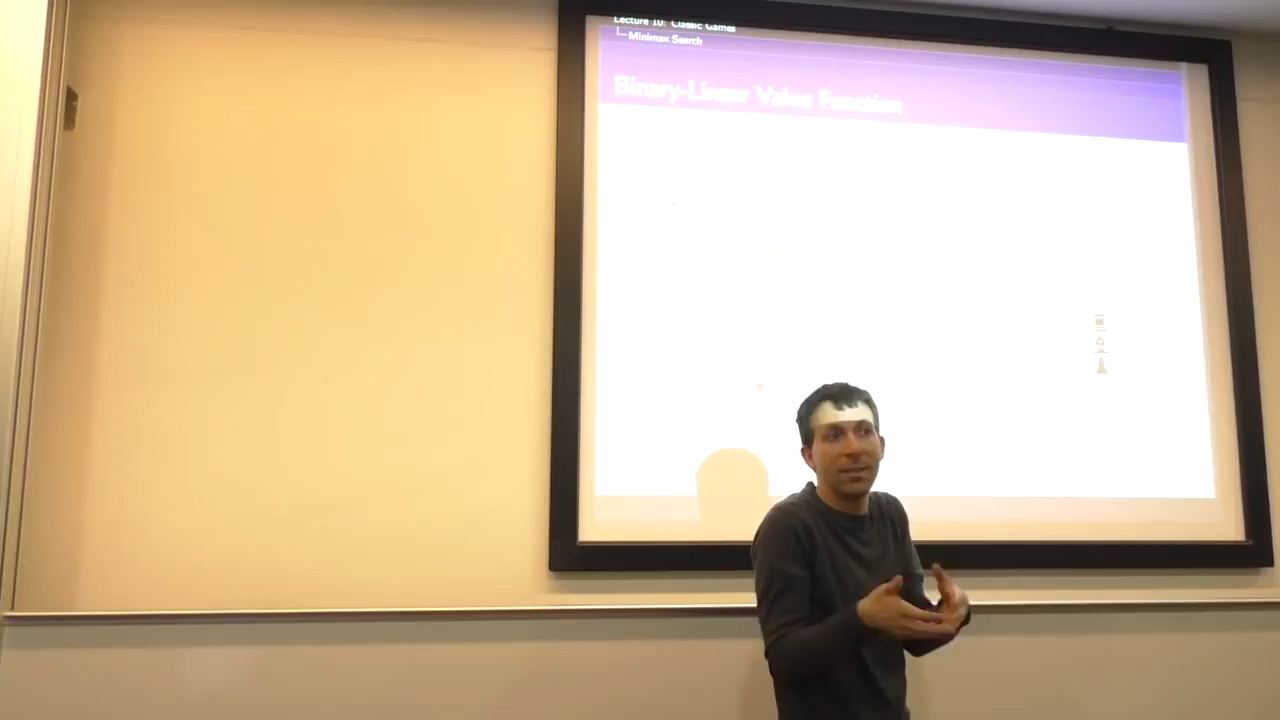 Lecture 10: Classic Games
Minimax Search
Binary-Linear Value Function